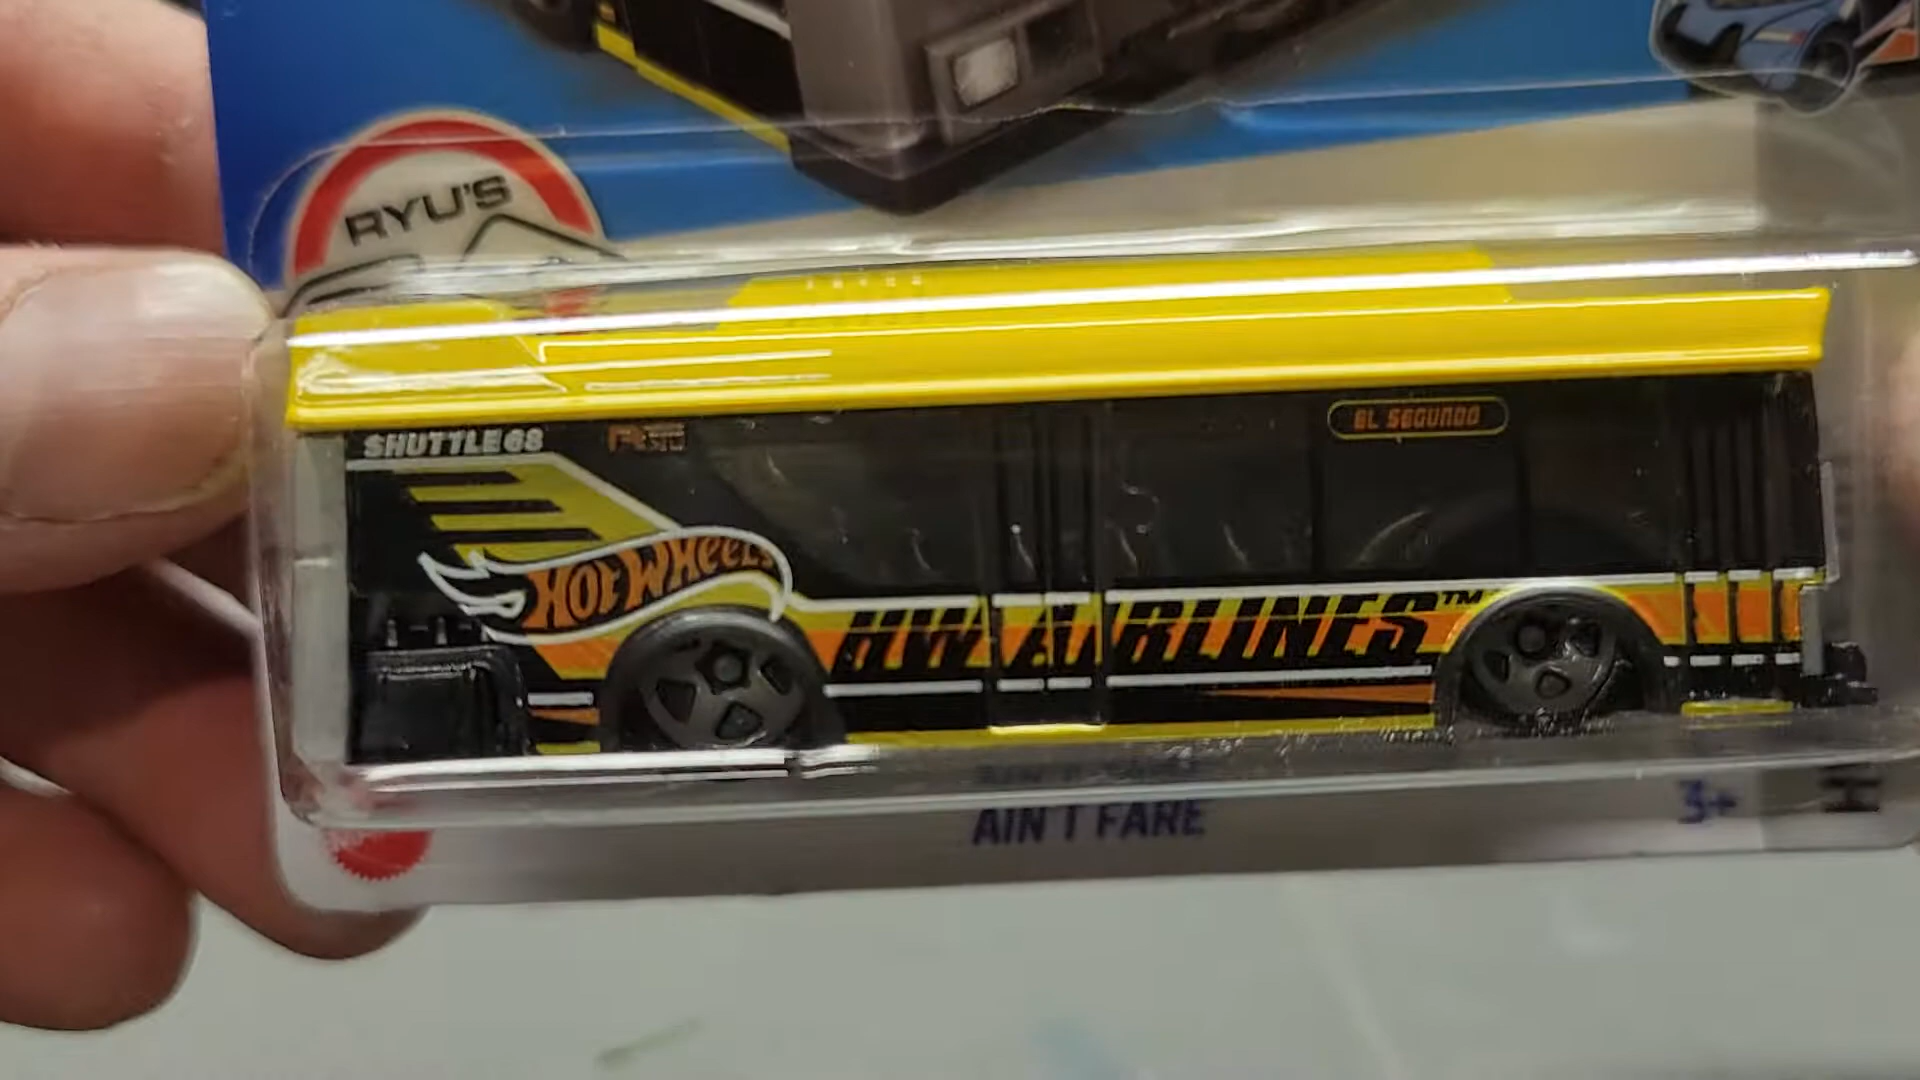 RYU'S
SHUTTLE 68
EL SEGUNDO
HOT WHEELS
HW AIRLINES™
AIN'T FARE
3+